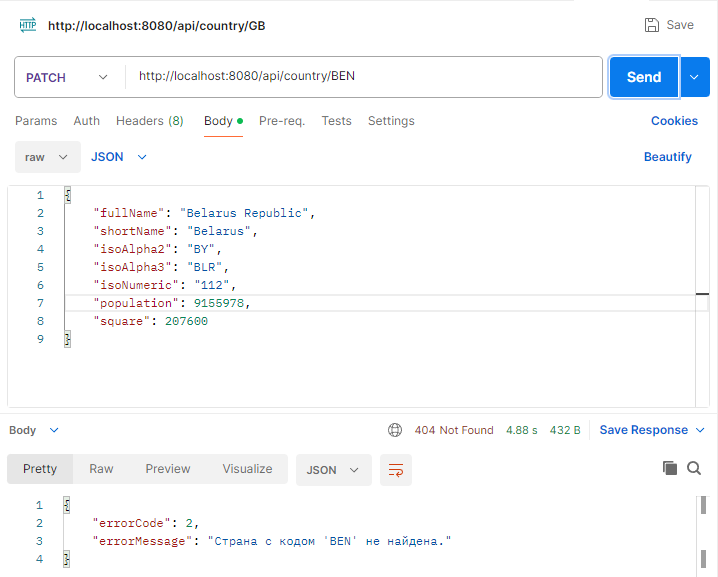 HTTP http://localhost:8080/api/country/GB Save
PATCH http://localhost:8080/api/country/BEN Send
Params Auth Headers (8) Body Pre-req. Tests Settings Cookies
raw JSON Beautify
1 {
2 "fullName": "Belarus Republic",
3 "shortName": "Belarus",
4 "isoAlpha2": "BY",
5 "isoAlpha3": "BLR",
6 "isoNumeric": "112",
7 "population": 9155978,
8 "square": 207600
9 }
Body 404 Not Found 4.88 s 432 B Save Response
Pretty Raw Preview Visualize JSON
1 {
2 "errorCode": 2,
3 "errorMessage": "Страна с кодом 'BEN' не найдена."
4 }